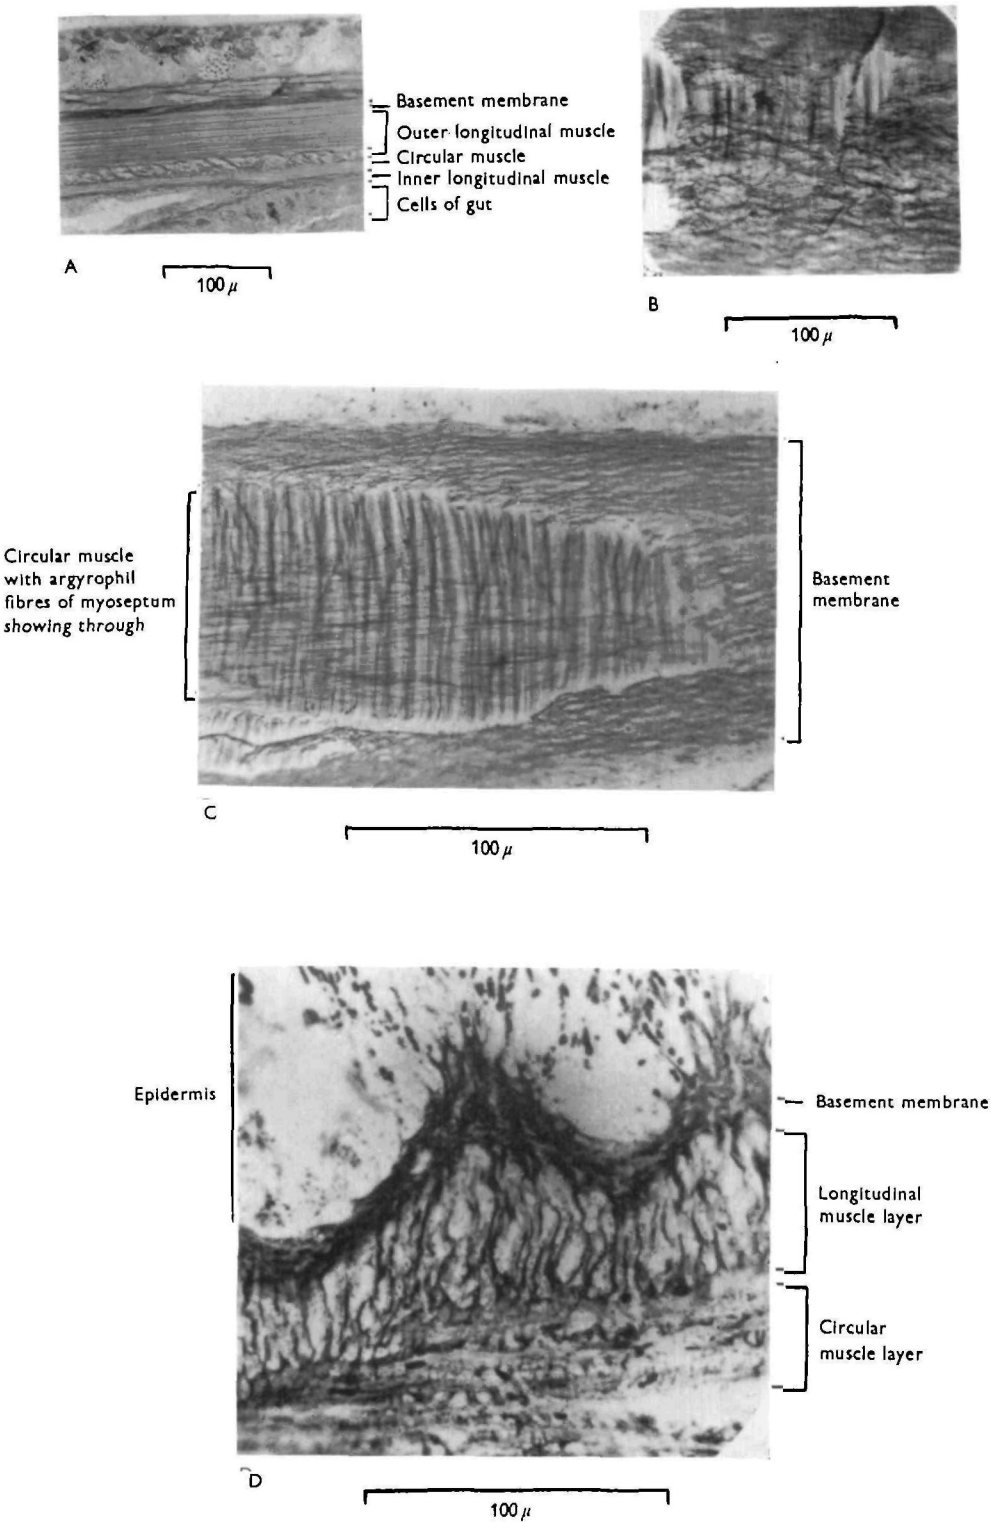 Basement membrane
Outer longitudinal muscle
Circular muscle
Inner longitudinal muscle
Cells of gut
A
100 μ
B
100 μ
Circular muscle
with argyrophil
fibres of myoseptum
showing through
Basement
membrane
C
100 μ
Epidermis
Basement membrane
Longitudinal
muscle layer
Circular
muscle layer
D
100 μ